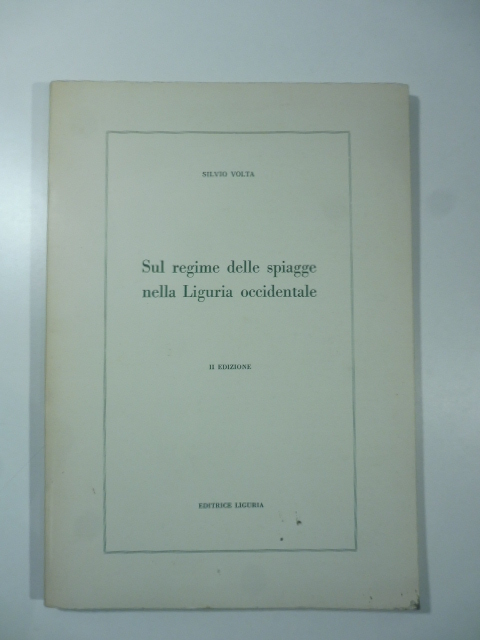 SILVIO VOLTA
Sul regime delle spiagge
nella Liguria occidentale
II EDIZIONE
EDITRICE LIGURIA